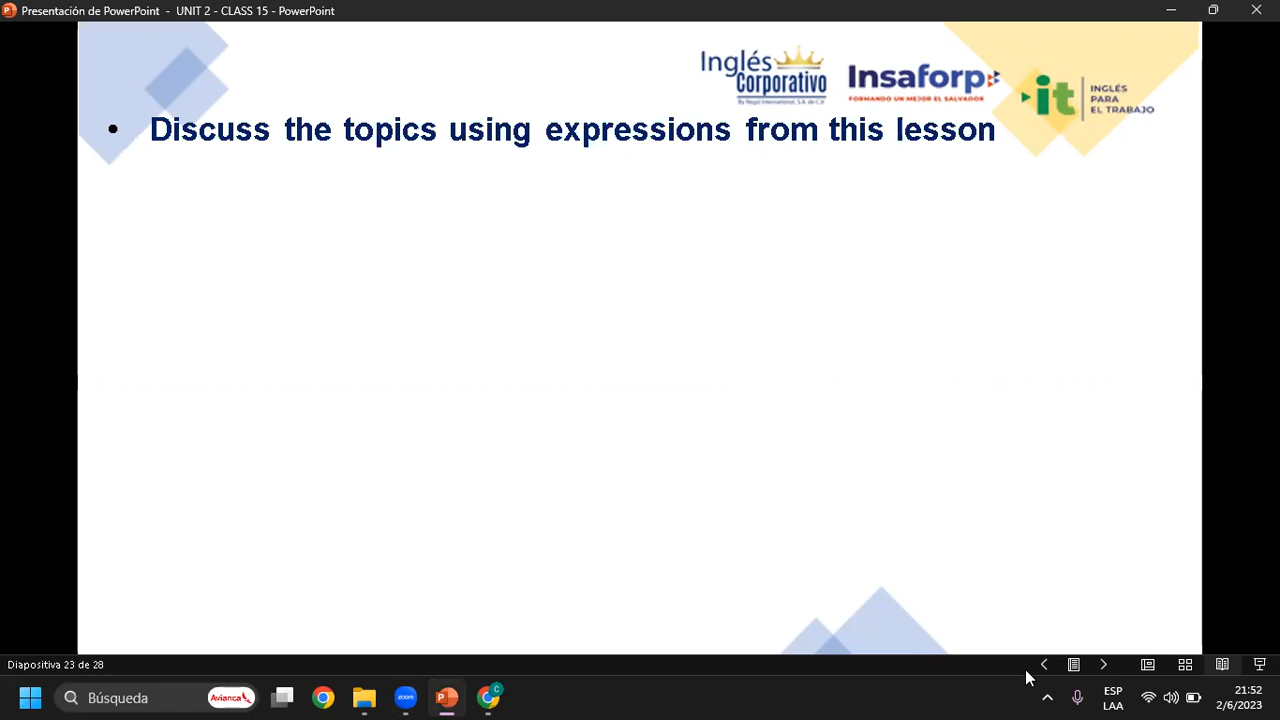 Presentación de PowerPoint - UNIT 2 - CLASS 15 - PowerPoint
Inglés
Corporativo
By Regal International, S.A. de C.V.
Insaforp
FORMANDO UN MEJOR EL SALVADOR
it
INGLÉS
PARA
EL TRABAJO
• Discuss the topics using expressions from this lesson
Diapositiva 23 de 28
Búsqueda
Avianca
C
ESP
LAA
21:52
2/6/2023